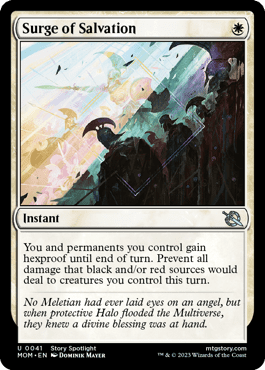 Surge of Salvation
Instant
You and permanents you control gain
hexproof until end of turn. Prevent all
damage that black and/or red sources would
deal to creatures you control this turn.
No Meletian had ever laid eyes on an angel, but
when protective Halo flooded the Multiverse,
they knew a divine blessing was at hand.
U 0041 Story Spotlight mtgstory.com
MOM • EN Dominik Mayer ™ & © 2023 Wizards of the Coast